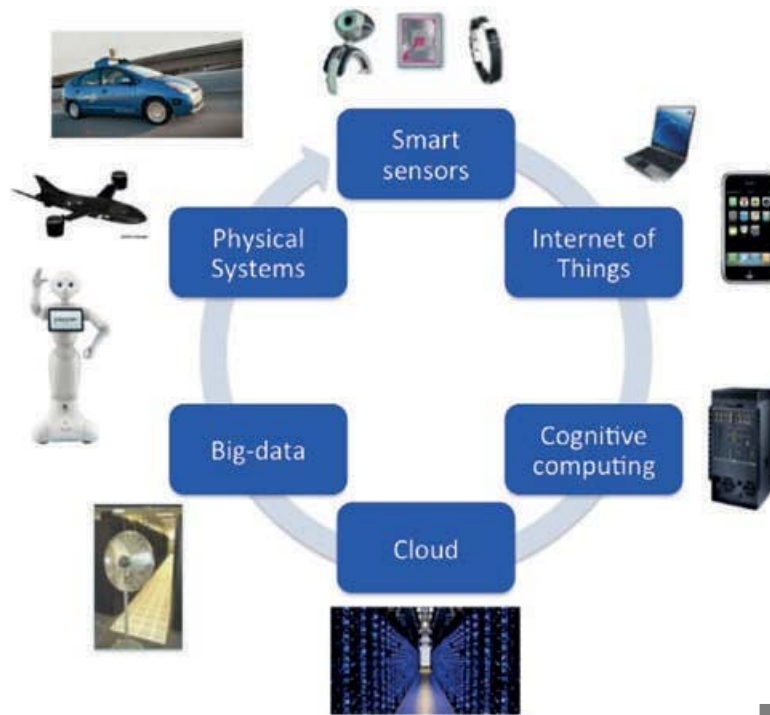 Smart
sensors
Internet of
Things
Cognitive
computing
Cloud
Big-data
Physical
Systems